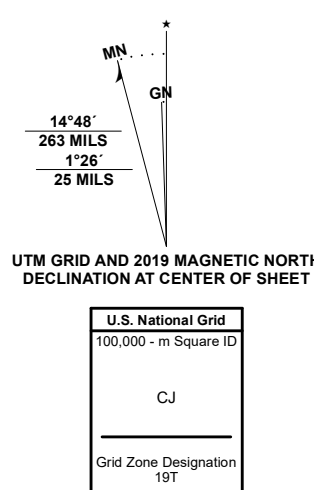 ★
MN
GN
14°48´
263 MILS
1°26´
25 MILS
UTM GRID AND 2019 MAGNETIC NORTH
DECLINATION AT CENTER OF SHEET
U.S. National Grid
100,000 - m Square ID
CJ
Grid Zone Designation
19T